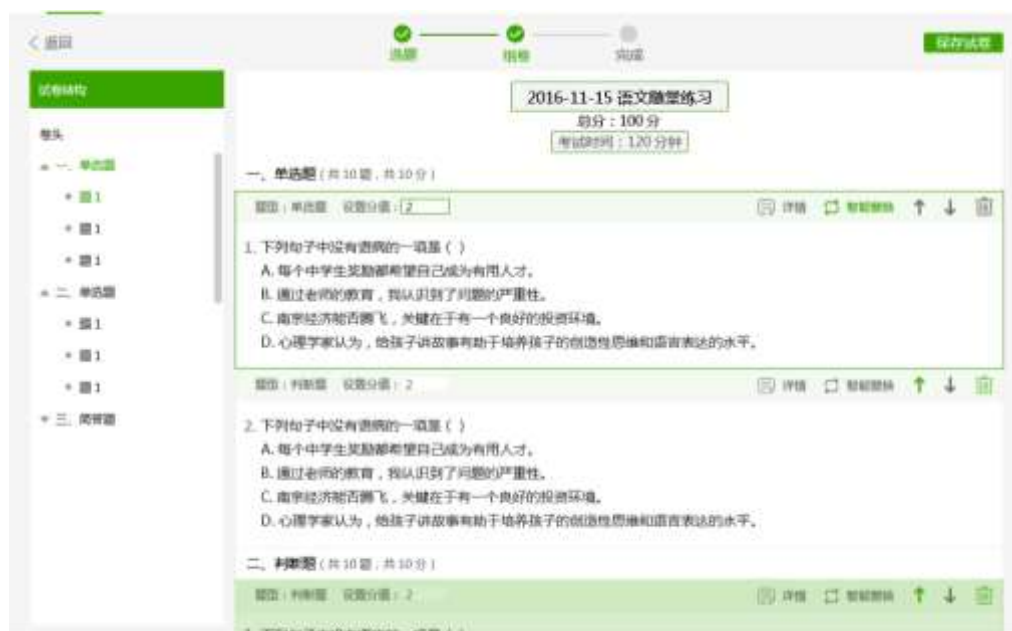 返回
选题
组卷
完成
保存试卷
试卷结构
2016-11-15 语文随堂练习
总分：100 分
考试时间：120 分钟
卷头
一、单选题
题1
题1
题1
二、单选题
题1
题1
题1
三、简答题
一、单选题（共10题，共10分）
题型：单选题 设置分值：2 详情 智能替换
1. 下列句子中没有语病的一项是（ ）
A. 每个中学生奖励都希望自己成为有用人才。
B. 通过老师的教育，我认识到了问题的严重性。
C. 南京经济能否腾飞，关键在于有一个良好的投资环境。
D. 心理学家认为，给孩子讲故事有助于培养孩子的创造性思维和语言表达的水平。
题型：判断题 设置分值：2 详情 智能替换
2. 下列句子中没有语病的一项是（ ）
A. 每个中学生奖励都希望自己成为有用人才。
B. 通过老师的教育，我认识到了问题的严重性。
C. 南京经济能否腾飞，关键在于有一个良好的投资环境。
D. 心理学家认为，给孩子讲故事有助于培养孩子的创造性思维和语言表达的水平。
二、判断题（共10题，共10分）
题型：判断题 设置分值：2 详情 智能替换